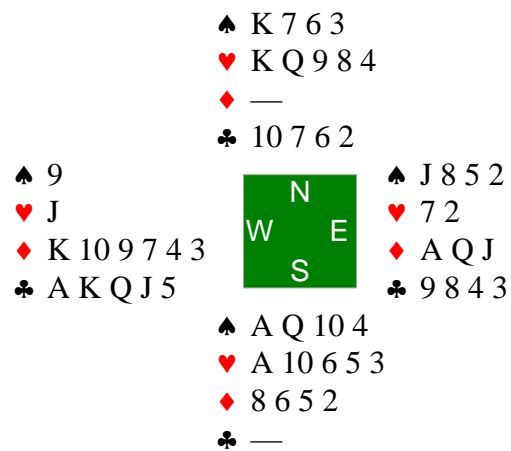 ♠ K 7 6 3
♥ K Q 9 8 4
♦ —
♣ 10 7 6 2
♠ 9
♥ J
♦ K 10 9 7 4 3
♣ A K Q J 5
N
W E
S
♠ J 8 5 2
♥ 7 2
♦ A Q J
♣ 9 8 4 3
♠ A Q 10 4
♥ A 10 6 5 3
♦ 8 6 5 2
♣ —